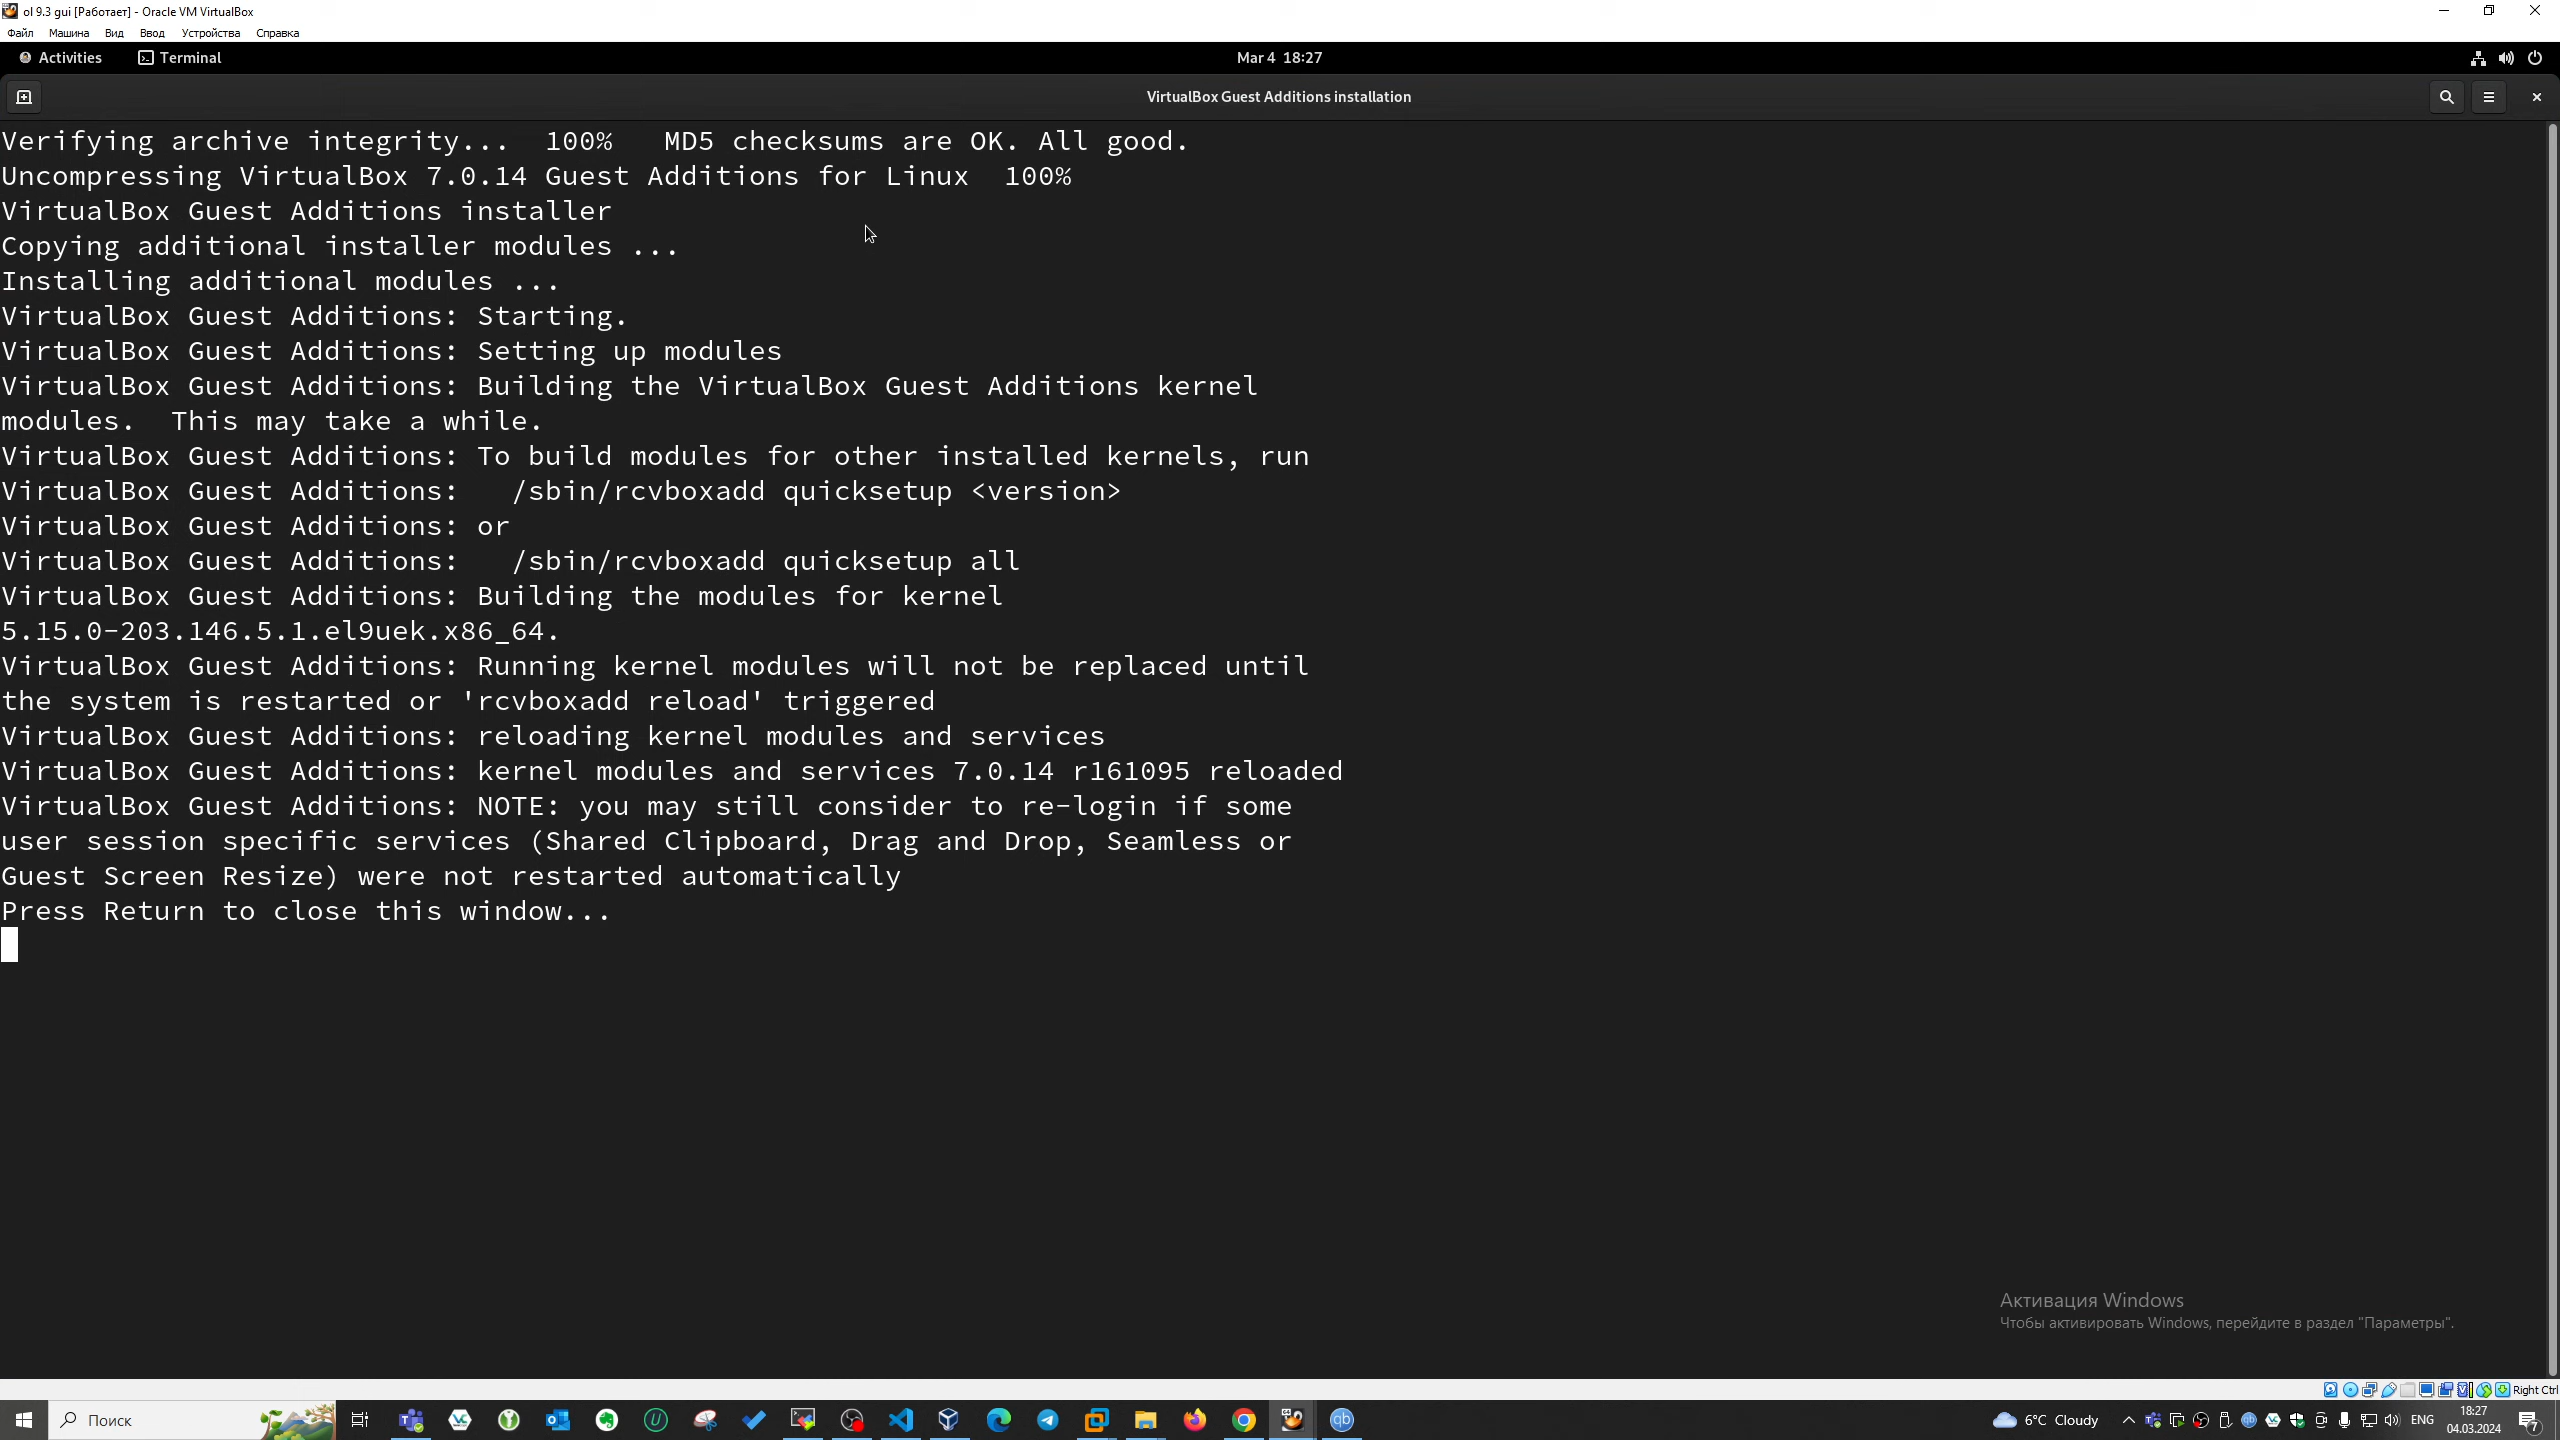 ol 9.3 gui [Работает] - Oracle VM VirtualBox
Файл Машина Вид Ввод Устройства Справка
Activities Terminal Mar 4 18:27
VirtualBox Guest Additions installation
Verifying archive integrity... 100% MD5 checksums are OK. All good.
Uncompressing VirtualBox 7.0.14 Guest Additions for Linux 100%
VirtualBox Guest Additions installer
Copying additional installer modules ...
Installing additional modules ...
VirtualBox Guest Additions: Starting.
VirtualBox Guest Additions: Setting up modules
VirtualBox Guest Additions: Building the VirtualBox Guest Additions kernel
modules. This may take a while.
VirtualBox Guest Additions: To build modules for other installed kernels, run
VirtualBox Guest Additions: /sbin/rcvboxadd quicksetup <version>
VirtualBox Guest Additions: or
VirtualBox Guest Additions: /sbin/rcvboxadd quicksetup all
VirtualBox Guest Additions: Building the modules for kernel
5.15.0-203.146.5.1.el9uek.x86_64.
VirtualBox Guest Additions: Running kernel modules will not be replaced until
the system is restarted or 'rcvboxadd reload' triggered
VirtualBox Guest Additions: reloading kernel modules and services
VirtualBox Guest Additions: kernel modules and services 7.0.14 r161095 reloaded
VirtualBox Guest Additions: NOTE: you may still consider to re-login if some
user session specific services (Shared Clipboard, Drag and Drop, Seamless or
Guest Screen Resize) were not restarted automatically
Press Return to close this window...
Активация Windows
Чтобы активировать Windows, перейдите в раздел "Параметры".
Right Ctrl
Поиск
6°C Cloudy
ENG
18:27
04.03.2024
7